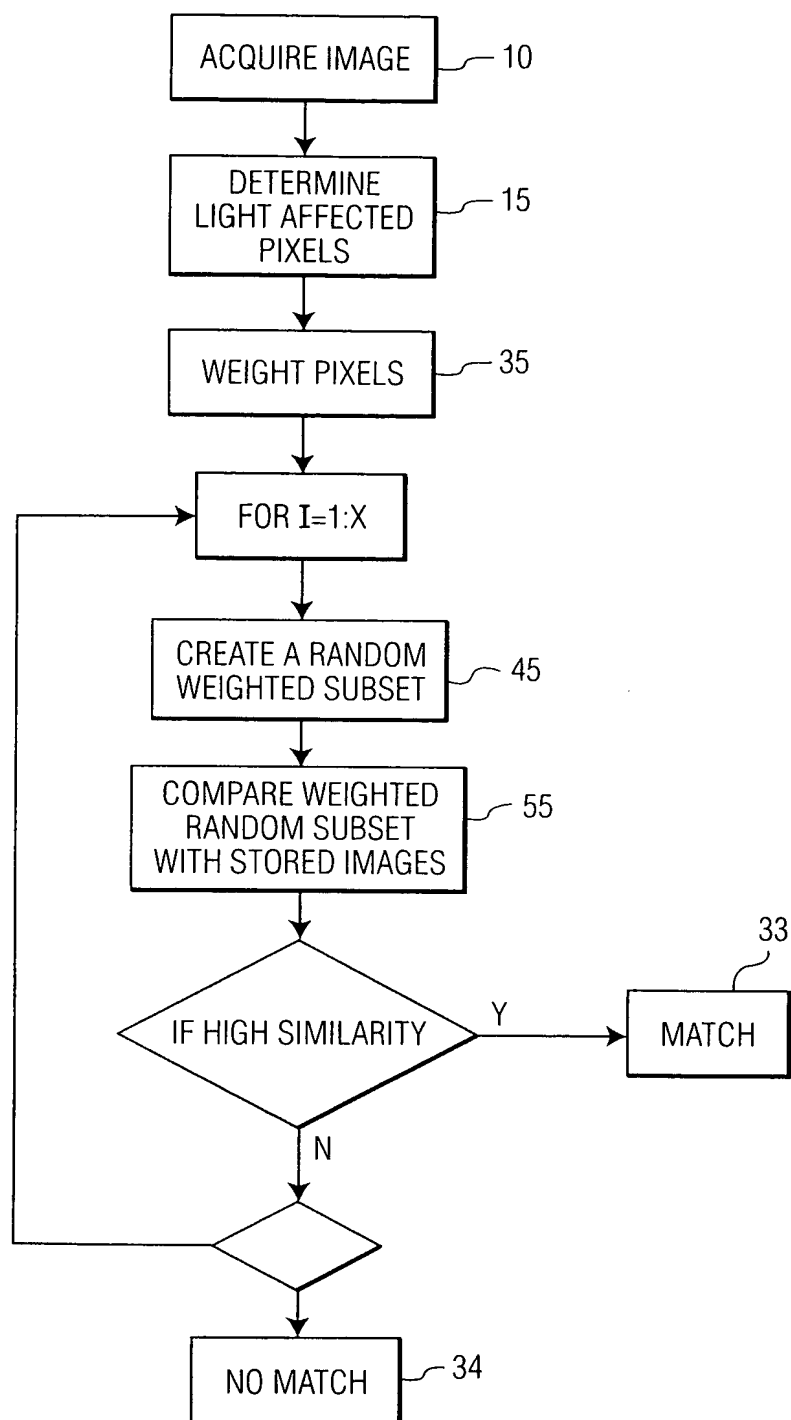 ACQUIRE IMAGE
10
DETERMINE
LIGHT AFFECTED
PIXELS
15
WEIGHT PIXELS
35
FOR I=1:X
CREATE A RANDOM
WEIGHTED SUBSET
45
COMPARE WEIGHTED
RANDOM SUBSET
WITH STORED IMAGES
55
IF HIGH SIMILARITY
Y
33
MATCH
N
NO MATCH
34